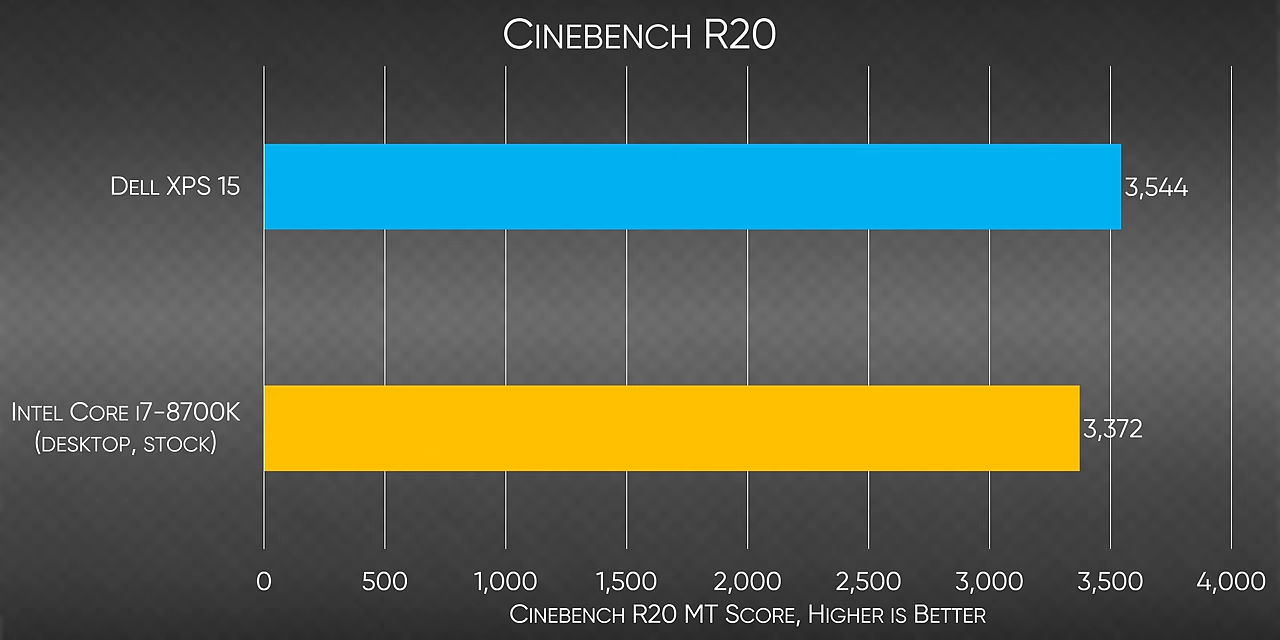 Cinebench R20
Dell XPS 15
3,544
Intel Core i7-8700K
(desktop, stock)
3,372
0 500 1,000 1,500 2,000 2,500 3,000 3,500 4,000
Cinebench R20 MT Score, Higher is Better